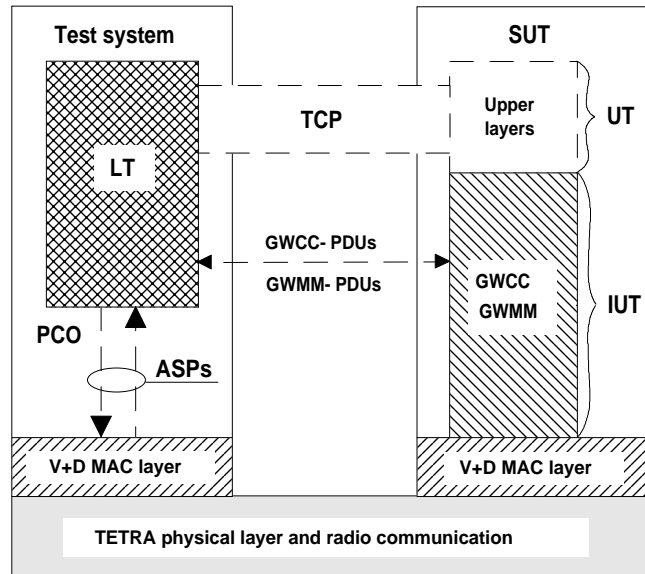 Test system
SUT
Upper
layers
UT
TCP
LT
GWCC- PDUs
GWMM- PDUs
GWCC
GWMM
IUT
PCO
ASPs
V+D MAC layer
V+D MAC layer
TETRA physical layer and radio communication